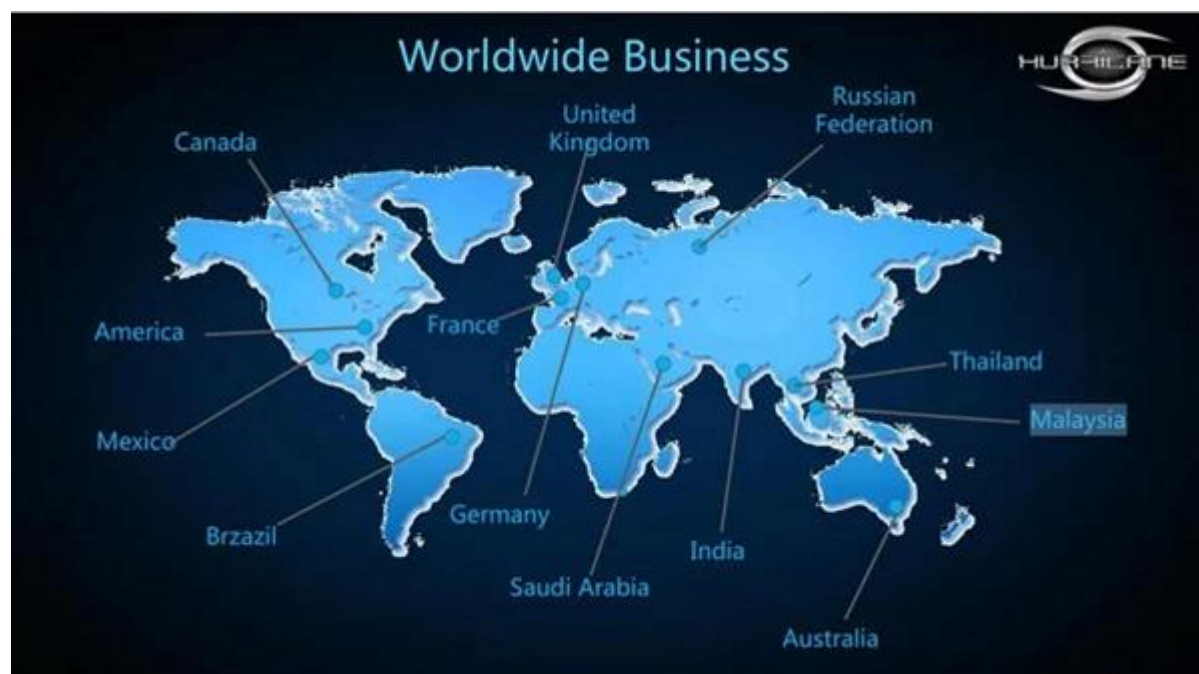 Worldwide Business
HURRICANE
Russian
Federation
United
Kingdom
Canada
America
France
Thailand
Malaysia
Mexico
Germany
Brzazil
India
Saudi Arabia
Australia